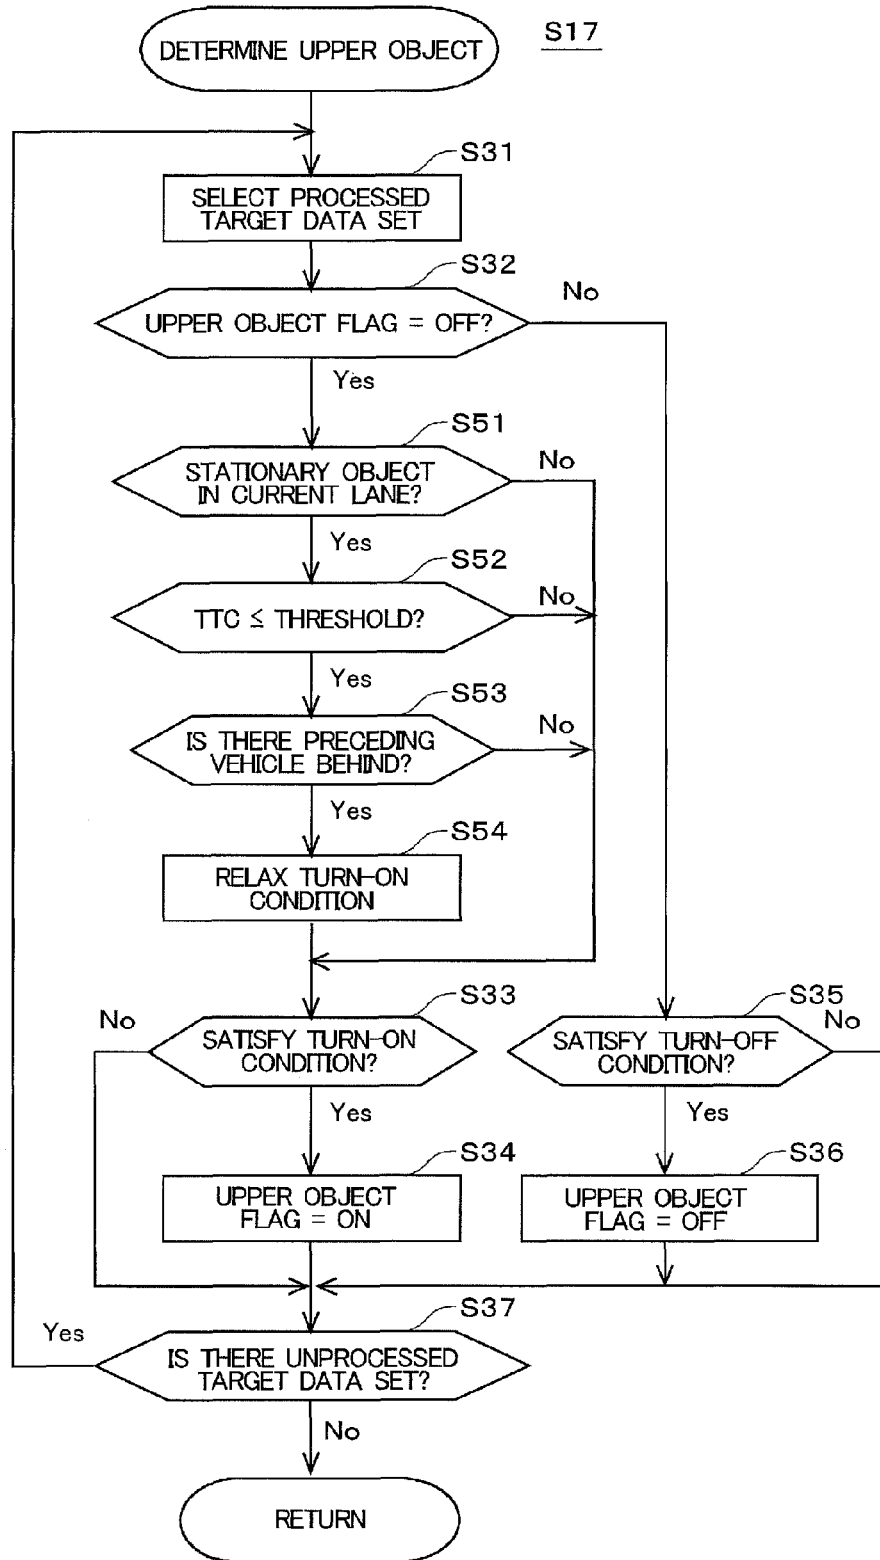 DETERMINE UPPER OBJECT
S17
S31
SELECT PROCESSED
TARGET DATA SET
S32
No
UPPER OBJECT FLAG = OFF?
Yes
S51
No
STATIONARY OBJECT
IN CURRENT LANE?
Yes
S52
No
TTC ≤ THRESHOLD?
Yes
S53
No
IS THERE PRECEDING
VEHICLE BEHIND?
Yes
S54
RELAX TURN-ON
CONDITION
S33
No
SATISFY TURN-ON
CONDITION?
Yes
S35
No
SATISFY TURN-OFF
CONDITION?
Yes
S34
UPPER OBJECT
FLAG = ON
S36
UPPER OBJECT
FLAG = OFF
S37
Yes
IS THERE UNPROCESSED
TARGET DATA SET?
No
RETURN